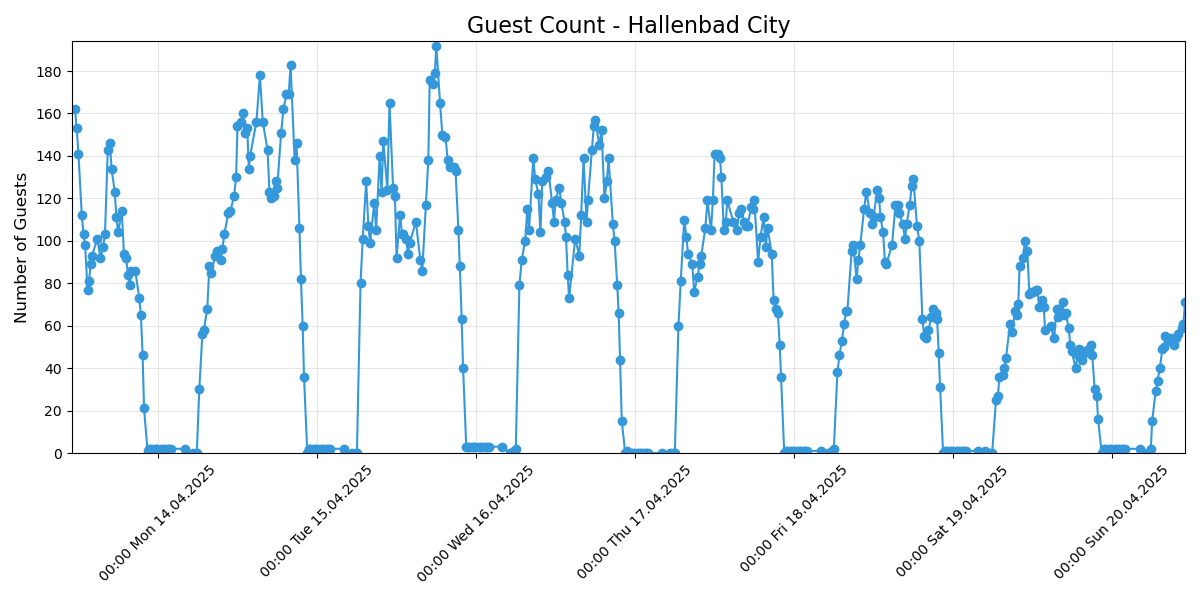 Guest Count - Hallenbad City
Number of Guests
180
160
140
120
100
80
60
40
20
0
00:00 Mon 14.04.2025
00:00 Tue 15.04.2025
00:00 Wed 16.04.2025
00:00 Thu 17.04.2025
00:00 Fri 18.04.2025
00:00 Sat 19.04.2025
00:00 Sun 20.04.2025